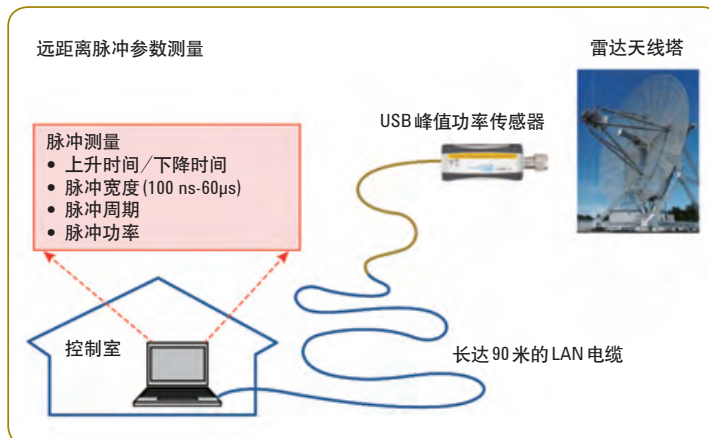 远距离脉冲参数测量
雷达天线塔
USB 峰值功率传感器
脉冲测量
• 上升时间/下降时间
• 脉冲宽度(100 ns-60μs)
• 脉冲周期
• 脉冲功率
控制室
长达 90 米的 LAN 电缆